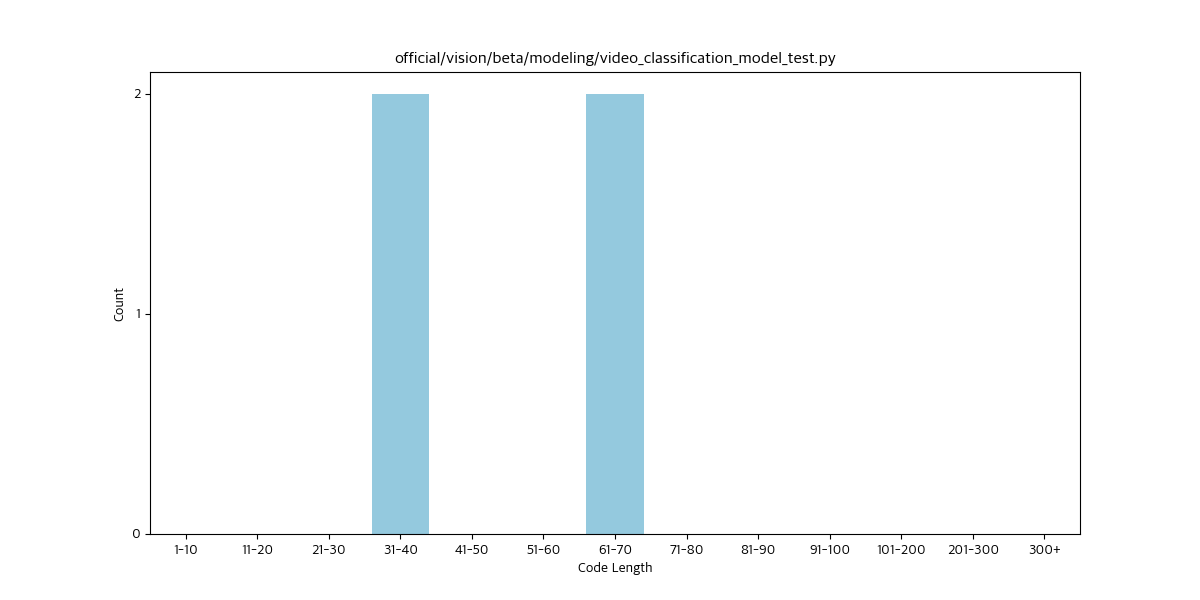 official/vision/beta/modeling/video_classification_model_test.py
2
1
0
Count
1-10 11-20 21-30 31-40 41-50 51-60 61-70 71-80 81-90 91-100 101-200 201-300 300+
Code Length